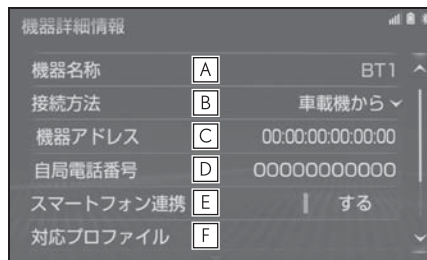 機器詳細情報
機器名称 A BT1
接続方法 B 車載機から
機器アドレス C 00:00:00:00:00:00
自局電話番号 D 00000000000
スマートフォン連携 E する
対応プロファイル F